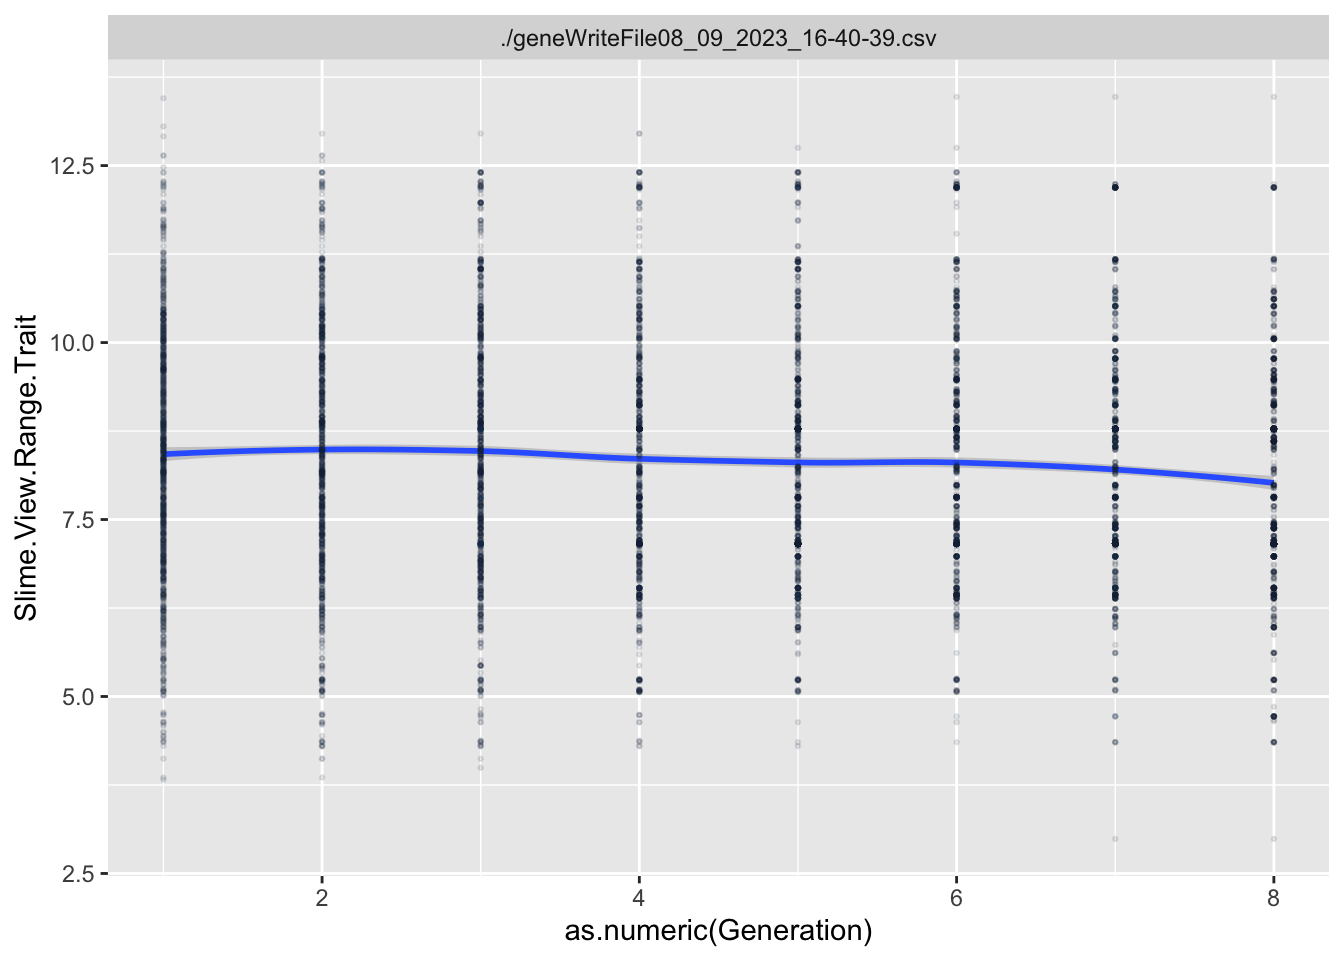 ./geneWriteFile08_09_2023_16-40-39.csv
Slime.View.Range.Trait
12.5
10.0
7.5
5.0
2.5
2 4 6 8
as.numeric(Generation)